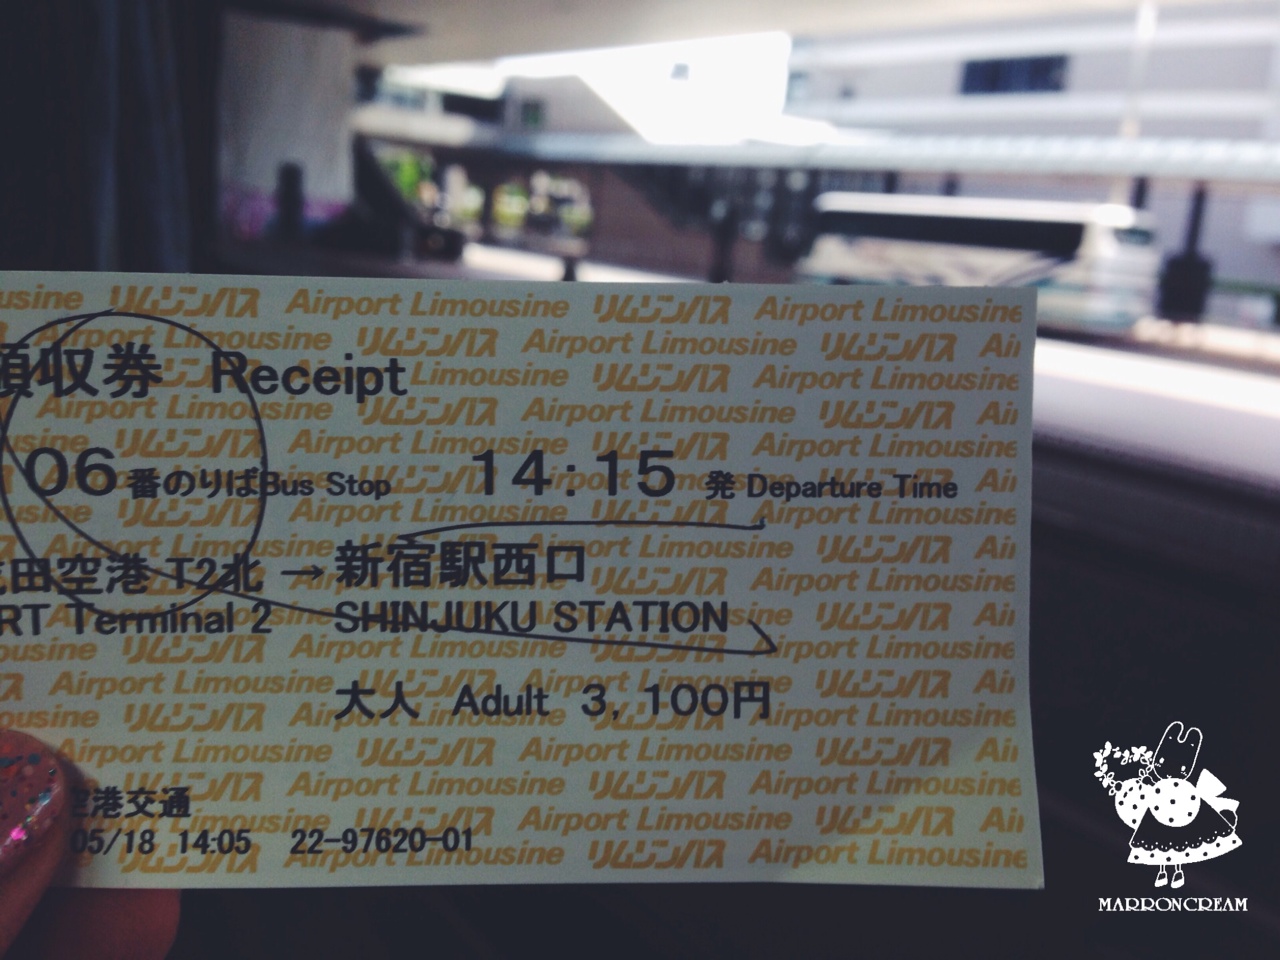 領収券 Receipt
06 番のりば Bus Stop 14:15 発 Departure Time
田空港 T2北 → 新宿駅西口
RT Terminal 2 SHINJUKU STATION
大人 Adult 3,100円
空港交通
05/18 14:05 22-97620-01
Airport Limousine リムジンバス
MARRONCREAM